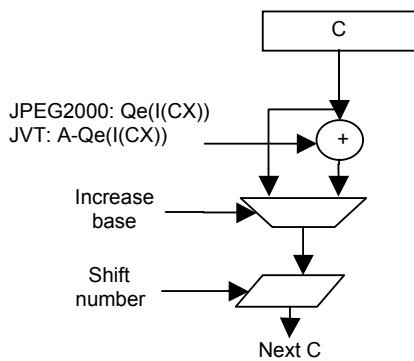 C
JPEG2000: Qe(I(CX))
JVT: A-Qe(I(CX))
+
Increase
base
Shift
number
Next C